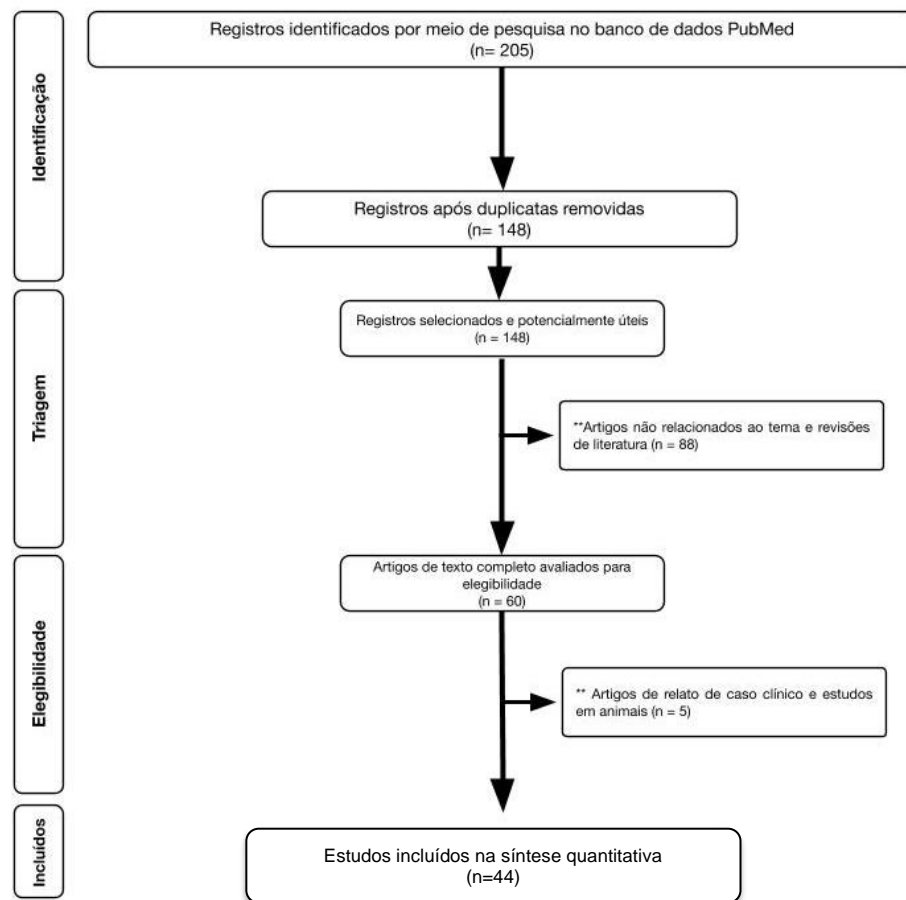 Registros identificados por meio de pesquisa no banco de dados PubMed
(n= 205)
Identificação
Registros após duplicatas removidas
(n= 148)
Registros selecionados e potencialmente úteis
(n = 148)
Triagem
**Artigos não relacionados ao tema e revisões
de literatura (n = 88)
Artigos de texto completo avaliados para
elegibilidade
(n = 60)
Elegibilidade
** Artigos de relato de caso clínico e estudos
em animais (n = 5)
Incluídos
Estudos incluídos na síntese quantitativa
(n=44)